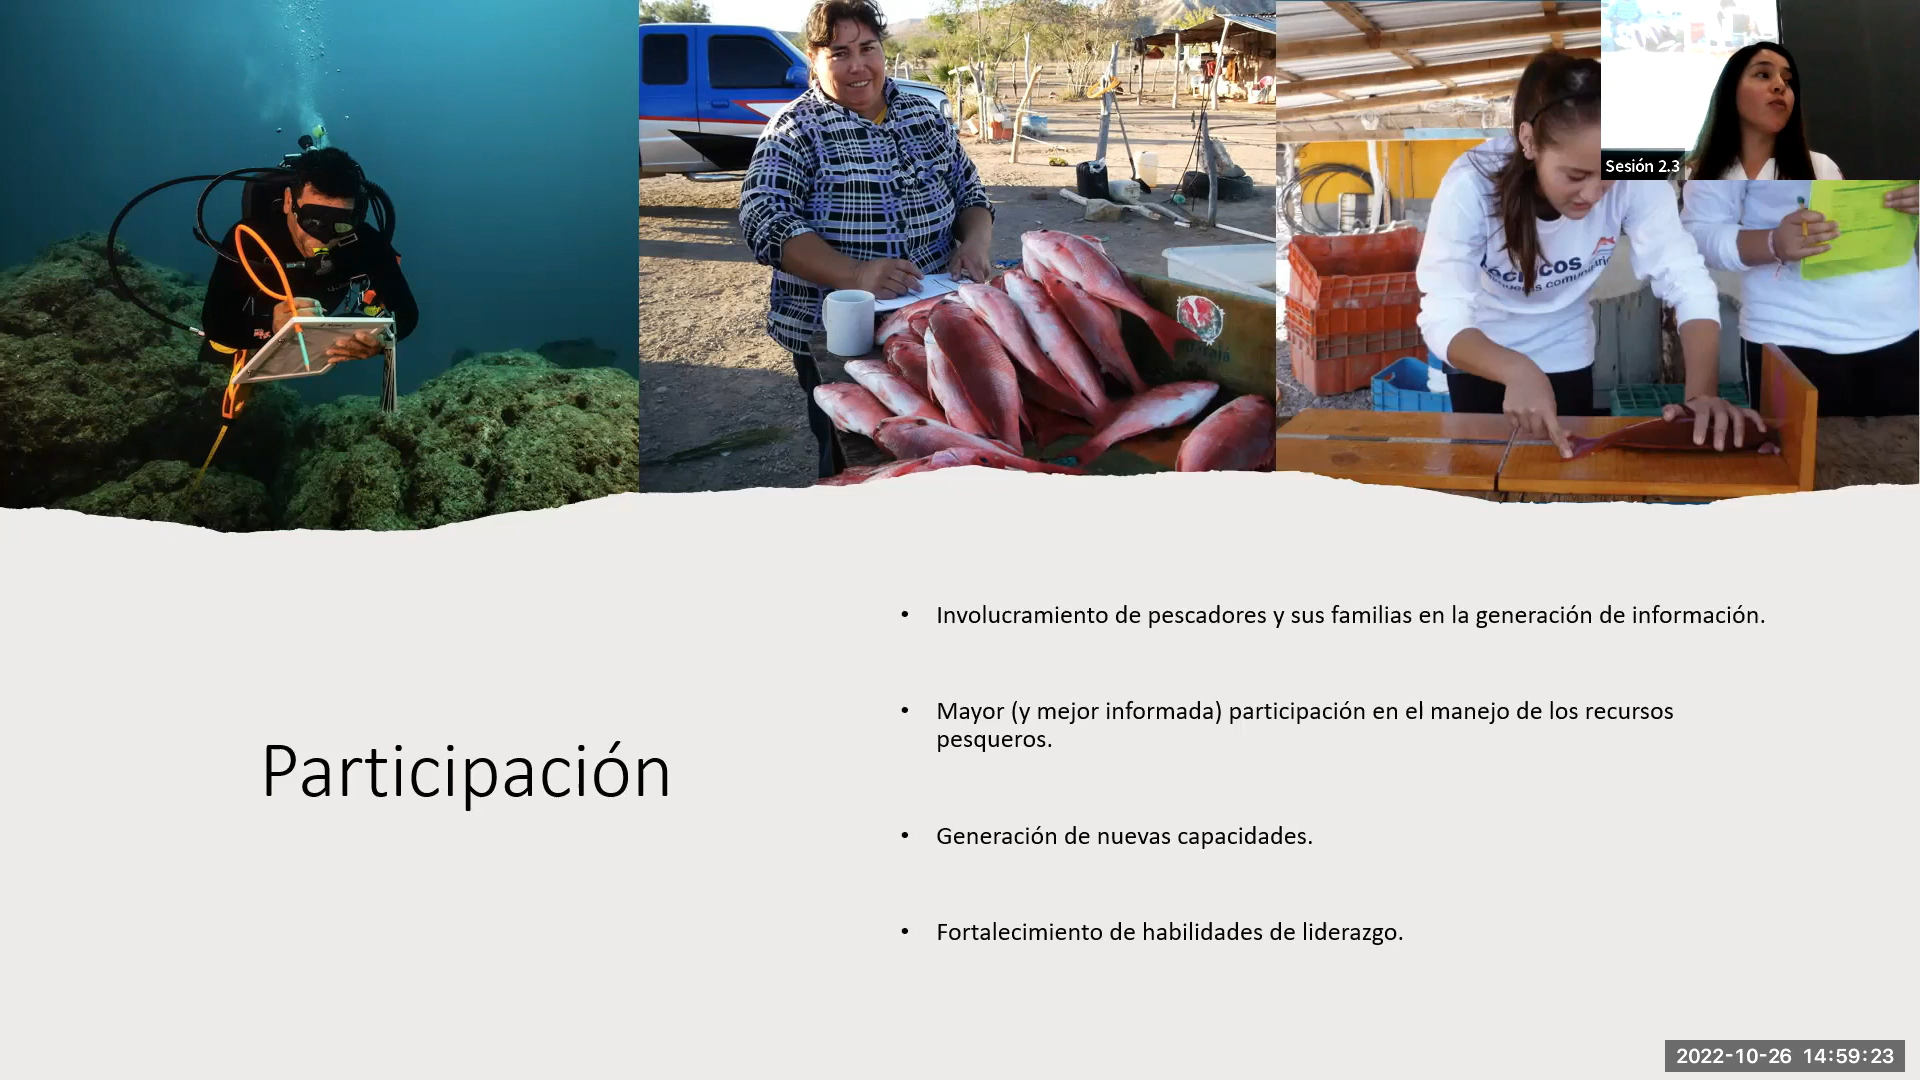 Sesión 2.3
Participación
• Involucramiento de pescadores y sus familias en la generación de información.
• Mayor (y mejor informada) participación en el manejo de los recursos
pesqueros.
• Generación de nuevas capacidades.
• Fortalecimiento de habilidades de liderazgo.
2022-10-26 14:59:23